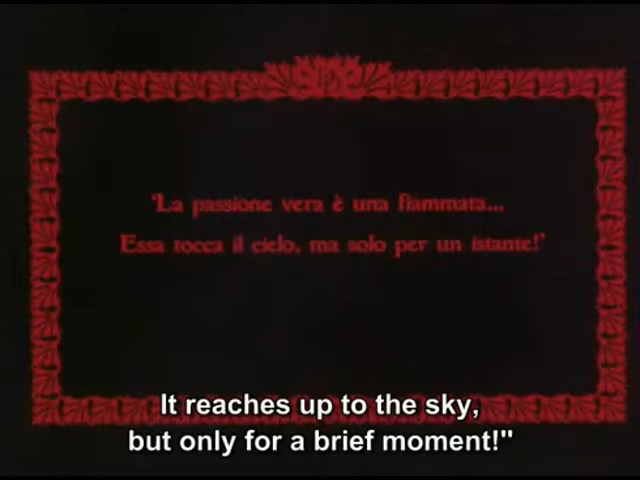 'La passione vera è una fiammata...
Essa tocca il cielo, ma solo per un istante!'
It reaches up to the sky,
but only for a brief moment!"